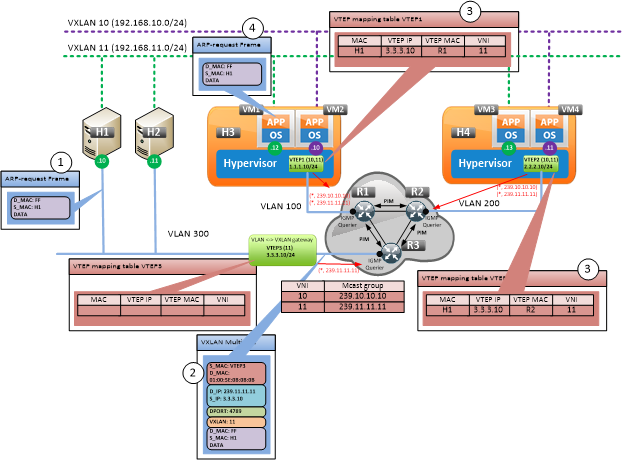 VXLAN 10 (192.168.10.0/24)
VXLAN 11 (192.168.11.0/24)
4
ARP-request Frame
D_MAC: FF
S_MAC: H1
DATA
3
VTEP mapping table VTEP1
MAC VTEP IP VTEP MAC VNI
H1 3.3.3.10 R1 11
H1
.10
H2
.11
VM1
VM2
APP
OS
APP
OS
H3
.12
.10
Hypervisor
VTEP1 (10,11)
1.1.1.10/24
VM3
VM4
APP
OS
APP
OS
H4
.13
.11
Hypervisor
VTEP2 (10,11)
2.2.2.10/24
1
ARP-request Frame
D_MAC: FF
S_MAC: H1
DATA
(*, 239.10.10.10)
(*, 239.11.11.11)
(*, 239.10.10.10)
(*, 239.11.11.11)
VLAN 100
VLAN 200
VLAN 300
R1
R2
R3
PIM
PIM
PIM
IGMP
Querier
IGMP
Querier
IGMP
Querier
VLAN <-> VXLAN gateway
VTEP3 (11)
3.3.3.10/24
(*, 239.11.11.11)
VTEP mapping table VTEP3
MAC VTEP IP VTEP MAC VNI
VNI Mcast group
10 239.10.10.10
11 239.11.11.11
3
VTEP mapping table
MAC VTEP IP VTEP MAC VNI
H1 3.3.3.10 R2 11
2
VXLAN
S_MAC: VTEP3
D_MAC:
01:00:5E:0B:0B:0B
D_IP: 239.11.11.11
S_IP: 3.3.3.10
DPORT: 4789
VXLAN: 11
D_MAC: FF
S_MAC: H1
DATA